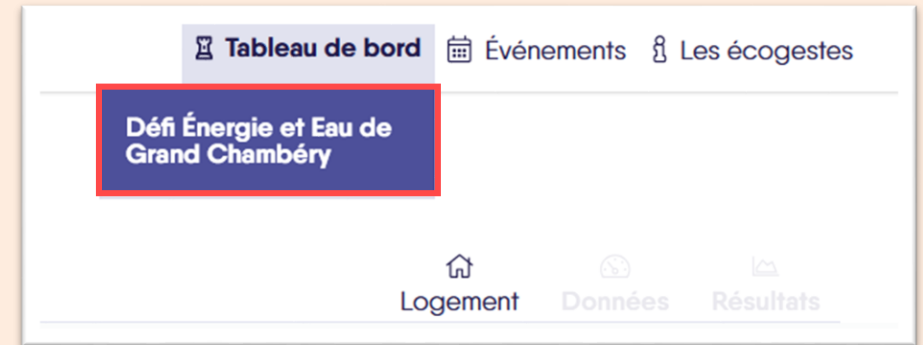 Tableau de bord Événements Les écogestes
Défi Énergie et Eau de
Grand Chambéry
Logement Données Résultats